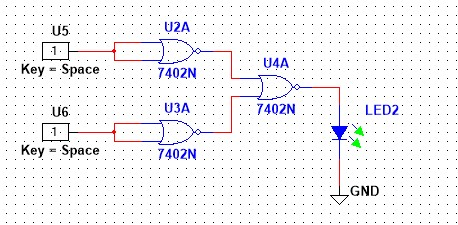 U5
1
Key = Space
U2A
7402N
U4A
7402N
U6
1
Key = Space
U3A
7402N
LED2
GND